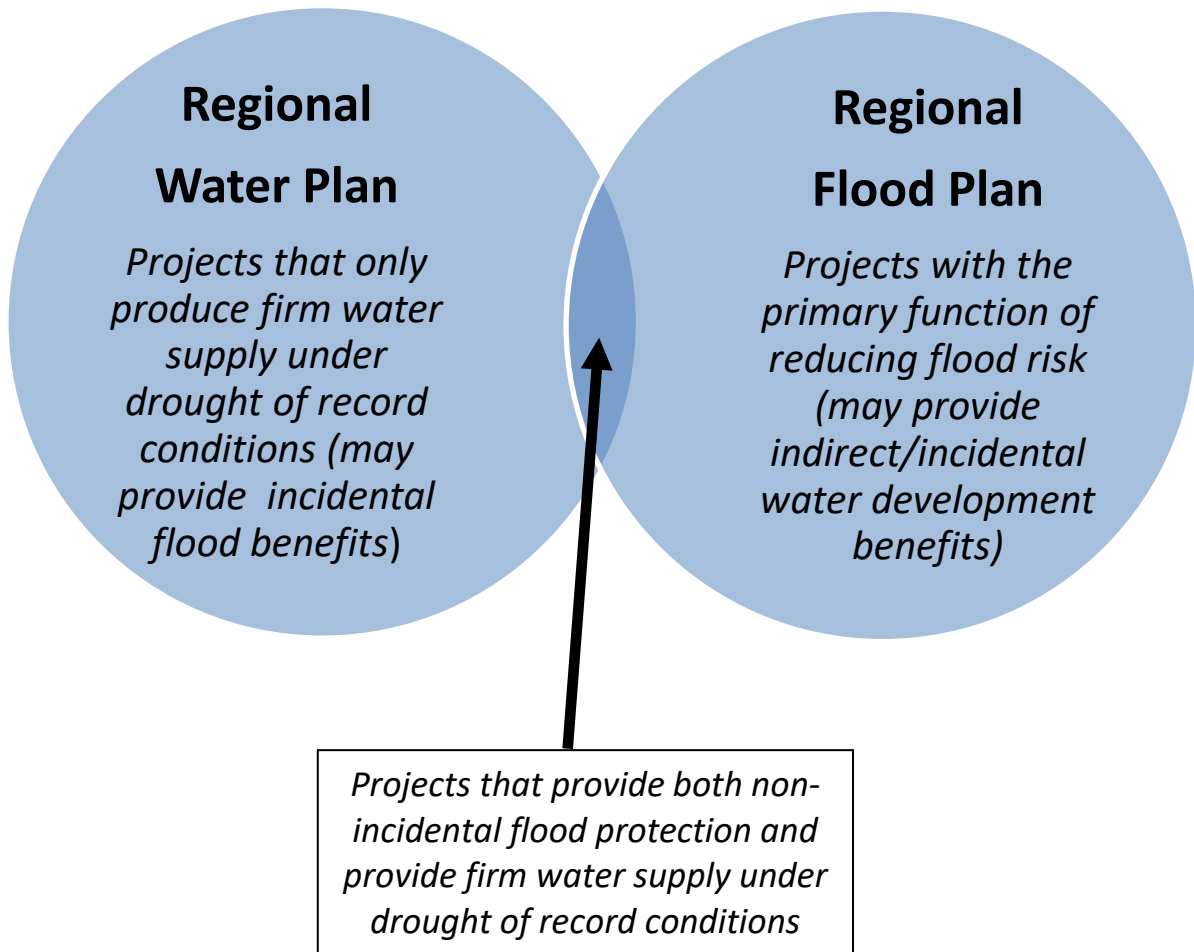 Regional
Water Plan
Projects that only
produce firm water
supply under
drought of record
conditions (may
provide  incidental
flood benefits)
Regional
Flood Plan
Projects with the
primary function of
reducing flood risk
(may provide
indirect/incidental
water development
benefits)
Projects that provide both non-
incidental flood protection and
provide firm water supply under
drought of record conditions